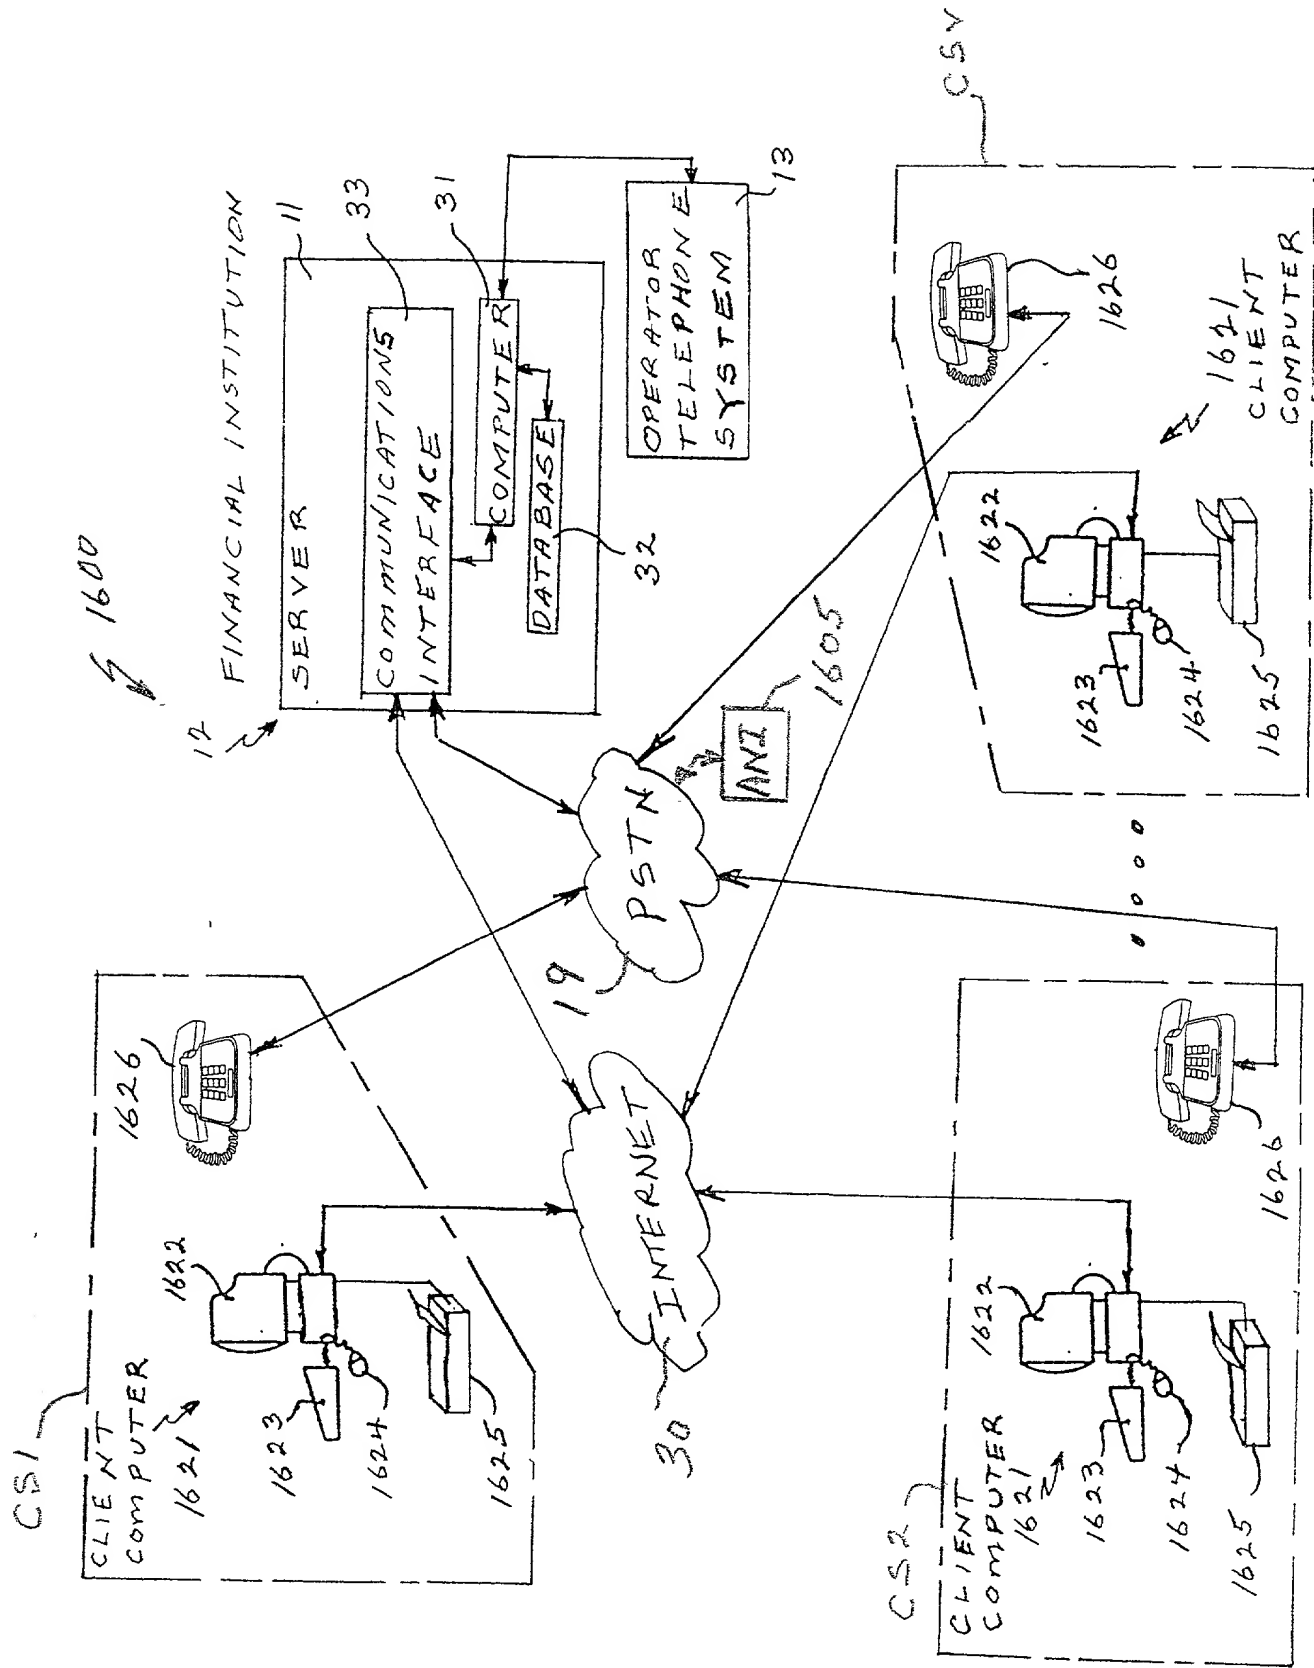 1600
12
FINANCIAL INSTITUTION
SERVER
11
COMMUNICATIONS
INTERFACE
33
COMPUTER
31
DATABASE
32
OPERATOR
TELEPHONE
SYSTEM
13
CS1
CLIENT
COMPUTER
1621
1622
1623
1624
1625
1626
19
PSTN
ANI
1605
30
INTERNET
CS2
CLIENT
COMPUTER
1621
1622
1623
1624
1625
1626
CSV
1626
1621
CLIENT
COMPUTER
1622
1623
1624
1625